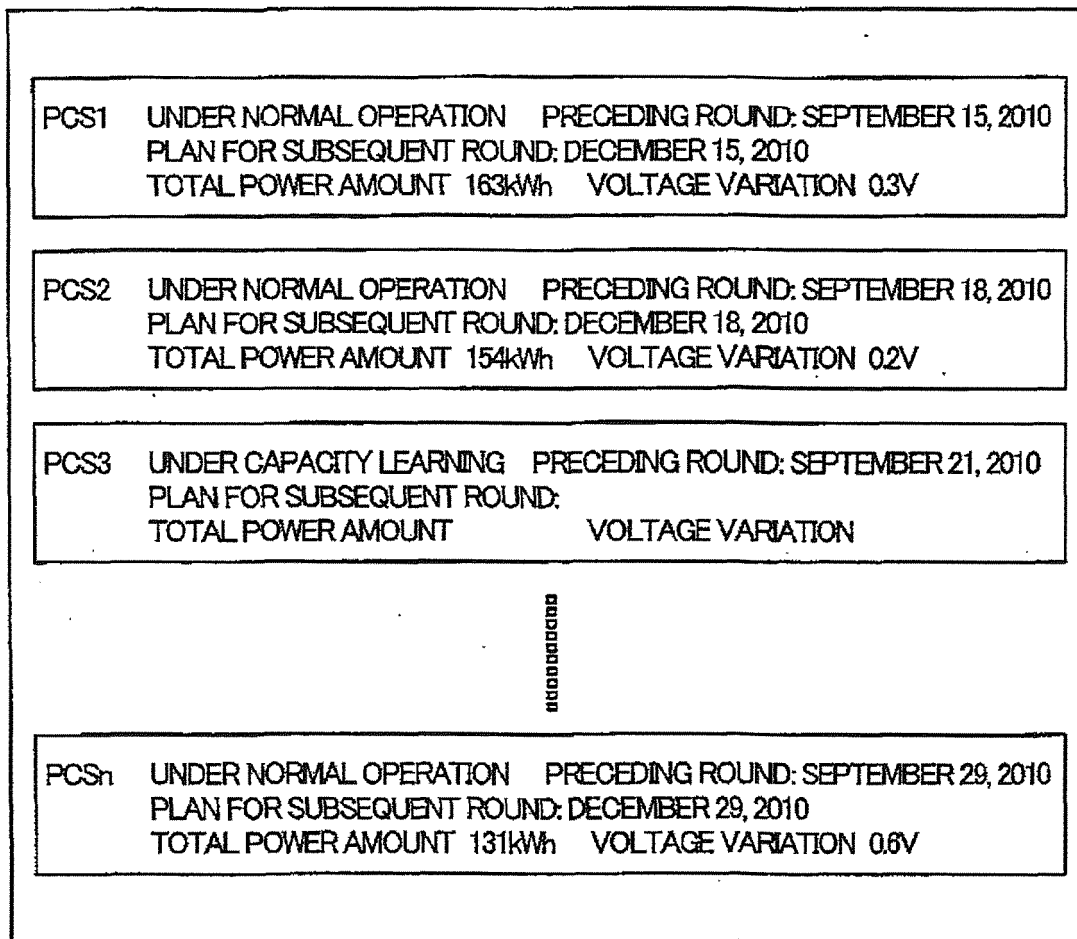 PCS1 UNDER NORMAL OPERATION PRECEDING ROUND: SEPTEMBER 15, 2010
PLAN FOR SUBSEQUENT ROUND: DECEMBER 15, 2010
TOTAL POWER AMOUNT 163kWh VOLTAGE VARIATION 0.3V
PCS2 UNDER NORMAL OPERATION PRECEDING ROUND: SEPTEMBER 18, 2010
PLAN FOR SUBSEQUENT ROUND: DECEMBER 18, 2010
TOTAL POWER AMOUNT 154kWh VOLTAGE VARIATION 0.2V
PCS3 UNDER CAPACITY LEARNING PRECEDING ROUND: SEPTEMBER 21, 2010
PLAN FOR SUBSEQUENT ROUND:
TOTAL POWER AMOUNT VOLTAGE VARIATION
PCSn UNDER NORMAL OPERATION PRECEDING ROUND: SEPTEMBER 29, 2010
PLAN FOR SUBSEQUENT ROUND: DECEMBER 29, 2010
TOTAL POWER AMOUNT 131kWh VOLTAGE VARIATION 0.6V